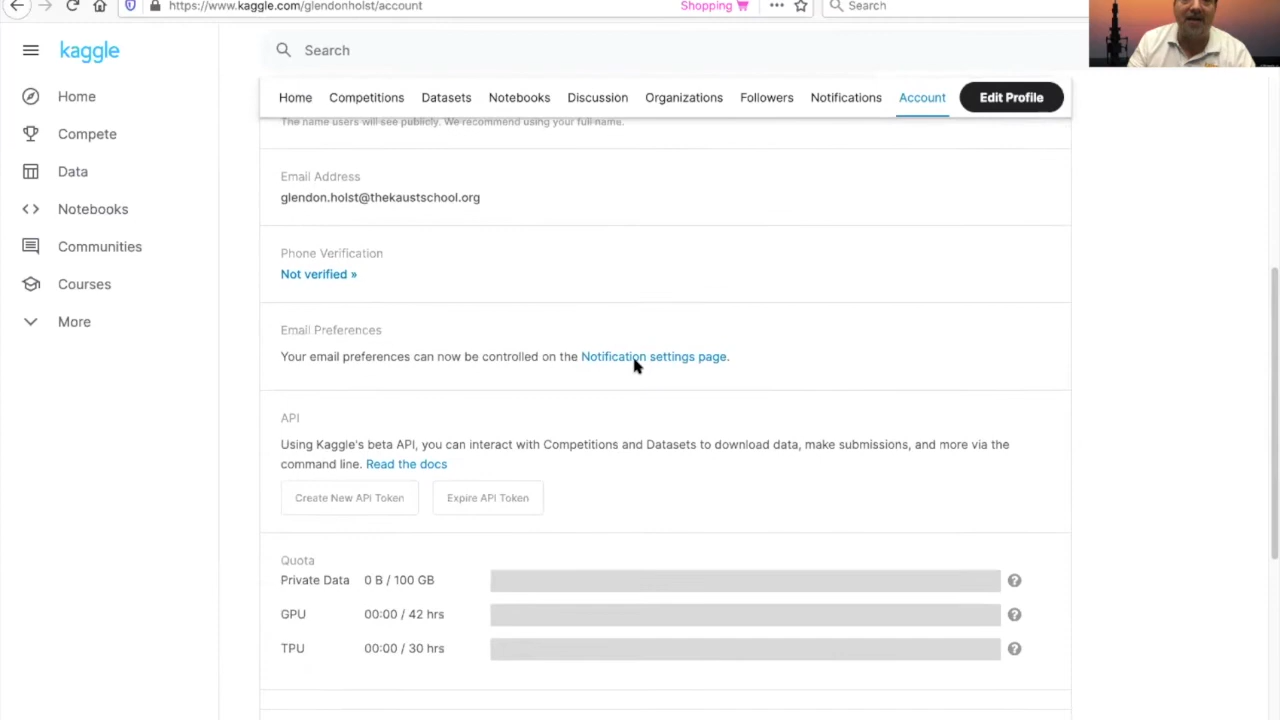 https://www.kaggle.com/glendonholst/account
Shopping
Search
kaggle
Search
Home
Compete
Data
Notebooks
Communities
Courses
More
Home Competitions Datasets Notebooks Discussion Organizations Followers Notifications Account Edit Profile
The name users will see publicly. We recommend using your full name.
Email Address
glendon.holst@thekaustschool.org
Phone Verification
Not verified »
Email Preferences
Your email preferences can now be controlled on the Notification settings page.
API
Using Kaggle's beta API, you can interact with Competitions and Datasets to download data, make submissions, and more via the
command line. Read the docs
Create New API Token Expire API Token
Quota
Private Data 0 B / 100 GB
GPU 00:00 / 42 hrs
TPU 00:00 / 30 hrs